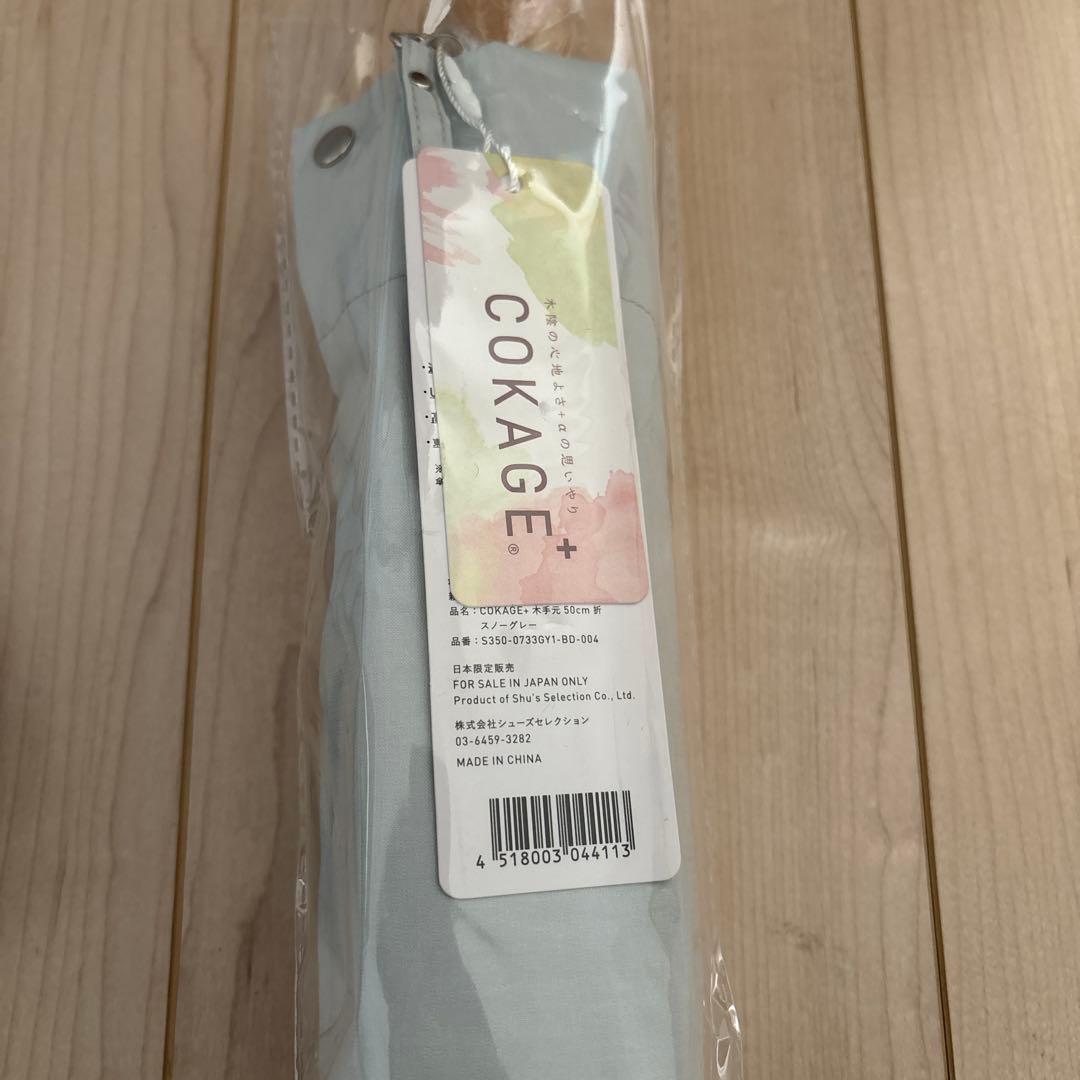 木陰の心地よさ+αの思いやり
COKAGE+
®
品名：COKAGE+ 木手元 50cm 折
スノーグレー
品番：S350-0733GY1-BD-004
日本限定販売
FOR SALE IN JAPAN ONLY
Product of Shu's Selection Co., Ltd.
株式会社シューズセレクション
03-6459-3282
MADE IN CHINA
4 518003 044113